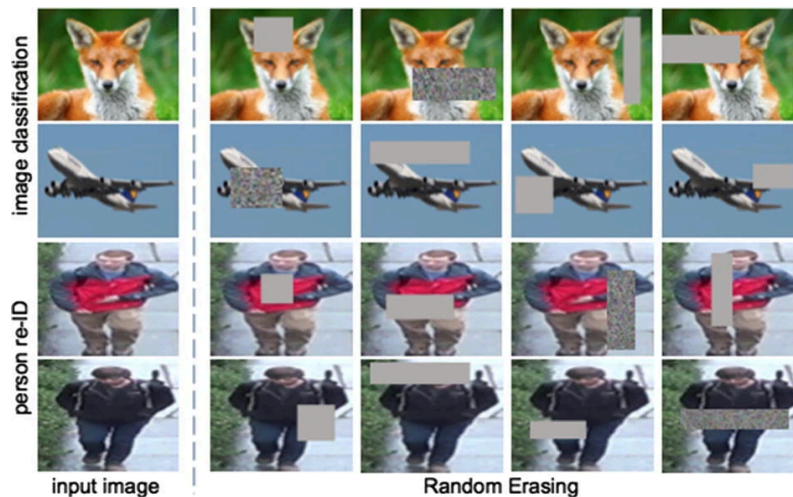 image classification
person re-ID
input image
Random Erasing